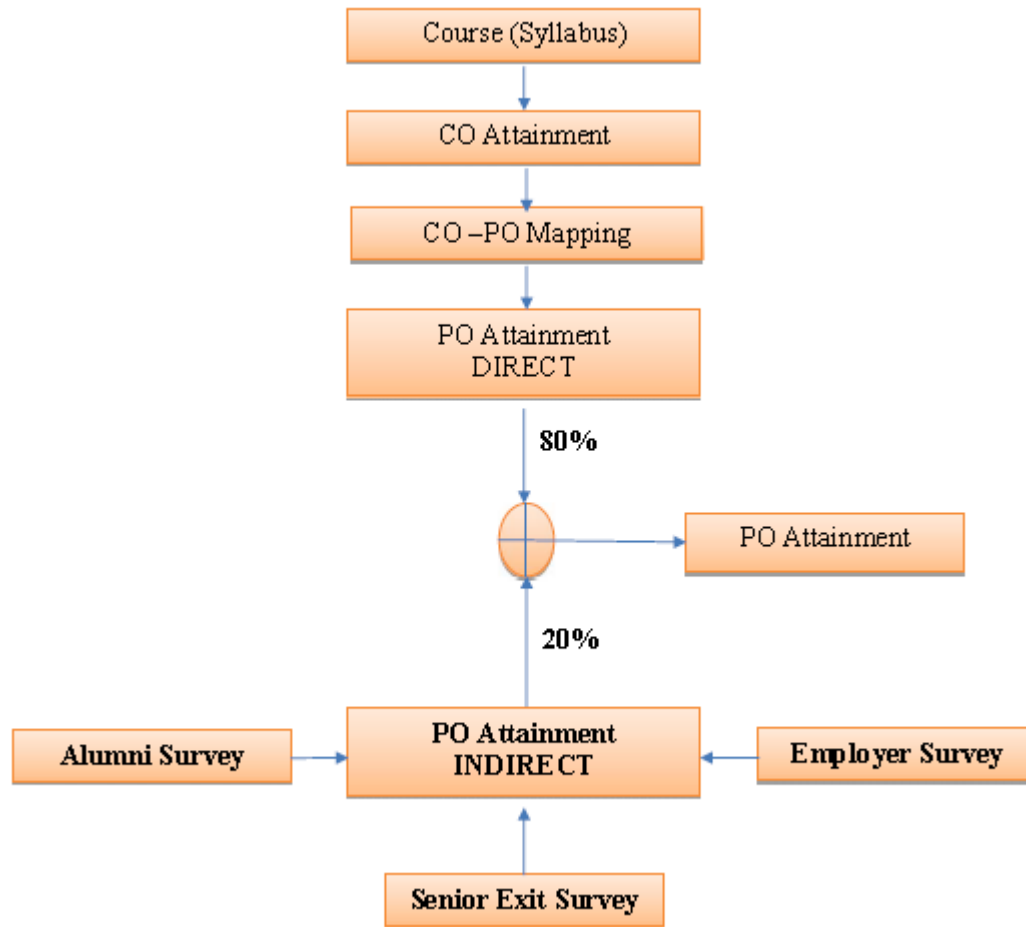 Course (Syllabus)
CO Attainment
CO –PO Mapping
PO Attainment
DIRECT
80%
PO Attainment
20%
PO Attainment
INDIRECT
Alumni Survey
Employer Survey
Senior Exit Survey